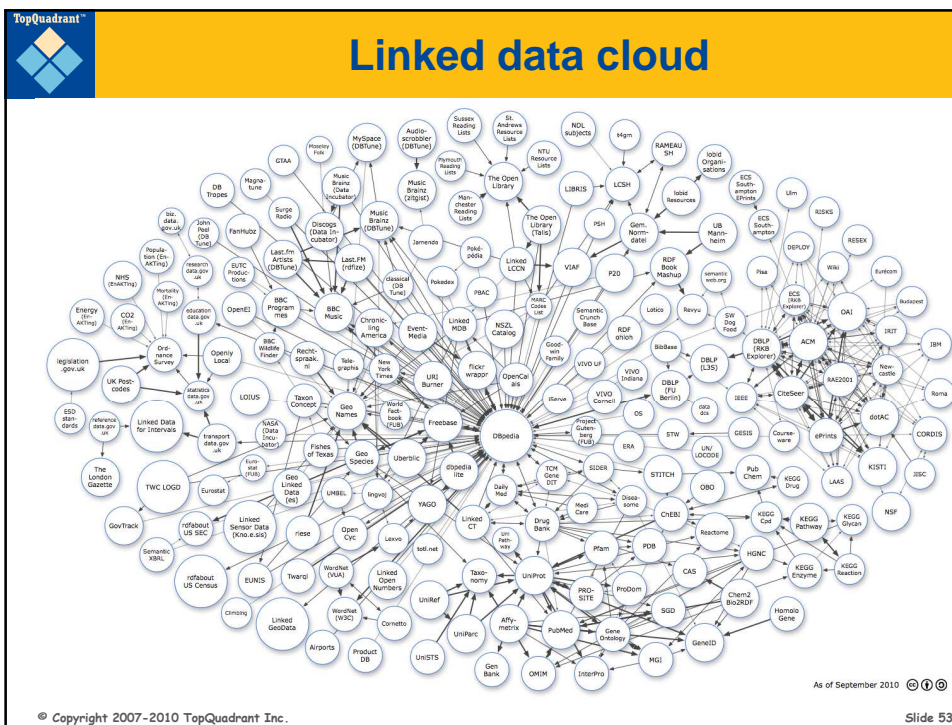 TopQuadrant™
Linked data cloud
Sussex
Reading
Lists
St.
Andrews
Resource
Lists
NDL
subjects
t4gm
RAMEAU
SH
lobid
Organi-
sations
MySpace
(DBTune)
Audio-
scrobbler
(DBTune)
Moseley
Folk
GTAA
Plymouth
Reading
Lists
NTU
Resource
Lists
The Open
Library
LIBRIS
LCSH
lobid
Resources
ECS
South-
ampton
EPrints
Ulm
DB
Tropes
Magna-
tune
Music
Brainz
(Data
Incubator)
Music
Brainz
(zitgist)
Man-
chester
Reading
Lists
The Open
Library
(Talis)
PSH
Gem.
Norm-
datei
UB
Mann-
heim
ECS
South-
ampton
RISKS
biz.
data.
gov.uk
John
Peel
(DB
Tune)
FanHubz
Surge
Radio
Discogs
(Data In-
cubator)
Music
Brainz
(DBTune)
Jamendo
Poké-
pédia
Linked
LCCN
VIAF
P20
RDF
Book
Mashup
DEPLOY
RESEX
Popula-
tion (En-
AKTing)
research
data.gov
.uk
EUTC
Produc-
tions
Last.fm
Artists
(DBTune)
Last.FM
(rdfize)
classical
(DB
Tune)
Pokedex
PBAC
MARC
Codes
List
semantic
web.org
Pisa
Wiki
Eurécom
NHS
(EnAKTing)
Mortality
(En-
AKTing)
education
data.gov
.uk
OpenEI
BBC
Program
mes
BBC
Music
Chronic-
ling
America
Event-
Media
Linked
MDB
NSZL
Catalog
Semantic
Crunch
Base
Lotico
Revyu
SW
Dog
Food
ECS
(RKB
Explorer)
OAI
Budapest
Energy
(En-
AKTing)
CO2
(En-
AKTing)
Ord-
nance
Survey
Openly
Local
BBC
Wildlife
Finder
Recht-
spraak.
nl
Tele-
graphis
New
York
Times
URI
Burner
flickr
wrappr
OpenCal
ais
Good-
win
Family
RDF
ohloh
BibBase
DBLP
(RKB
Explorer)
ACM
IRIT
IBM
legislation
.gov.uk
UK Post-
codes
statistics
data.gov
.uk
LOIUS
Taxon
Concept
Geo
Names
World
Fact-
book
(FUB)
Freebase
DBpedia
iServe
VIVO UF
VIVO
Indiana
VIVO
Cornell
DBLP
(FU
Berlin)
DBLP
(L3S)
IEEE
CiteSeer
RAE2001
New-
castle
Roma
ESD
stan-
dards
reference
data.gov
.uk
Linked Data
for Intervals
transport
data.gov
.uk
NASA
(Data
Incu-
bator)
Fishes
of Texas
Geo
Species
Uberblic
dbpedia
lite
Project
Guten-
berg
(FUB)
OS
data
dcs
STW
ERA
GESIS
Course-
ware
ePrints
dotAC
CORDIS
The
London
Gazette
TWC LOGD
Euro-
stat
(FUB)
Eurostat
Geo
Linked
Data
(es)
UMBEL
lingvoj
YAGO
Daily
Med
TCM
Gene
DIT
SIDER
STITCH
UN/
LOCODE
OBO
Pub
Chem
KEGG
Drug
LAAS
KISTI
JISC
NSF
GovTrack
rdfabout
US SEC
Linked
Sensor Data
(Kno.e.sis)
riese
Open
Cyc
Lexvo
totl.net
Linked
CT
Uni
Path-
way
Drug
Bank
Medi
Care
Disea-
some
ChEBI
Reactome
KEGG
Cpd
KEGG
Pathway
KEGG
Glycan
Semantic
XBRL
rdfabout
US Census
EUNIS
Twarql
WordNet
(VUA)
Linked
Open
Numbers
Taxo-
nomy
UniProt
Pfam
PDB
CAS
HGNC
KEGG
Enzyme
KEGG
Reaction
Climbing
Linked
GeoData
WordNet
(W3C)
Cornetto
UniRef
UniParc
Affy-
metrix
PRO-
SITE
ProDom
SGD
Chem2
Bio2RDF
Homolo
Gene
Airports
Product
DB
UniSTS
Gen
Bank
OMIM
PubMed
Gene
Ontology
InterPro
MGI
GeneID
As of September 2010
© Copyright 2007-2010 TopQuadrant Inc.
Slide 53